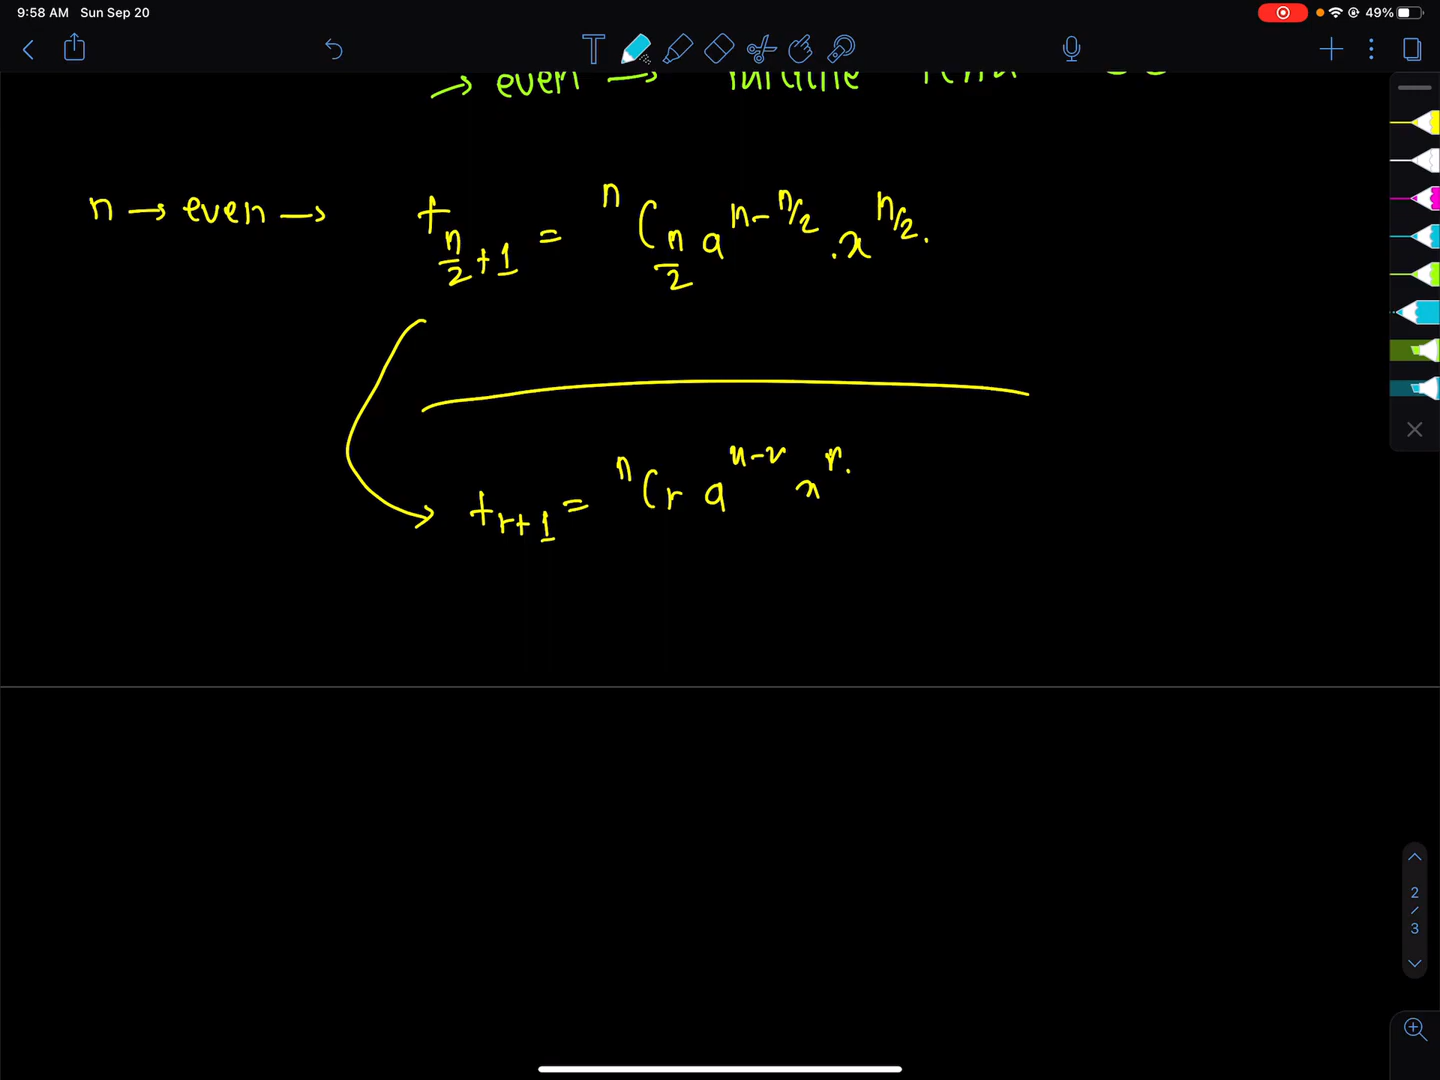 9:58 AM Sun Sep 20 49%
→ even →
n → even → t_{n/2+1} = ⁿC_{n/2} a^{n-n/2} . x^{n/2}.
t_{r+1} = ⁿCr a^{n-r} x^{r}.
2
/
3